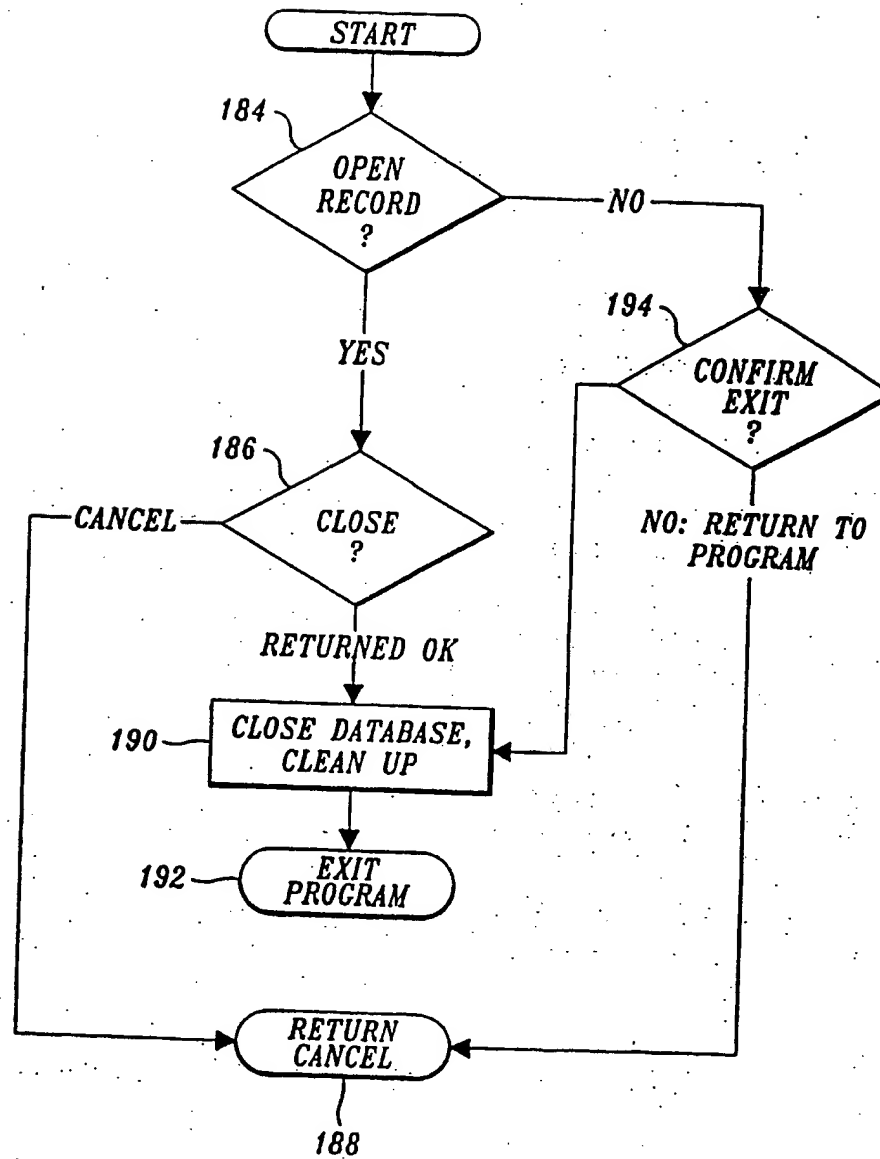 START
184
OPEN
RECORD
?
NO
194
CONFIRM
EXIT
?
YES
186
CANCEL
CLOSE
?
NO: RETURN TO
PROGRAM
RETURNED OK
190
CLOSE DATABASE,
CLEAN UP
192
EXIT
PROGRAM
RETURN
CANCEL
188